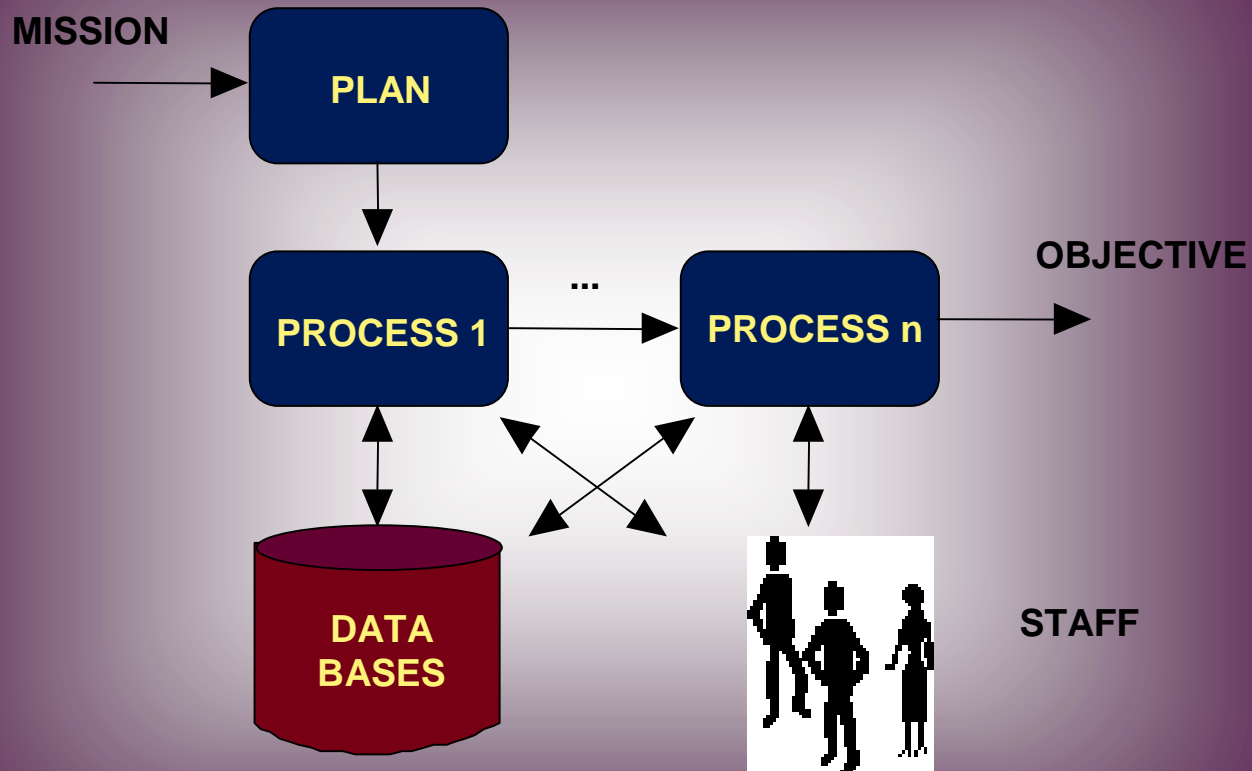 MISSION
PLAN
OBJECTIVE
...
PROCESS 1
PROCESS n
DATA
BASES
STAFF